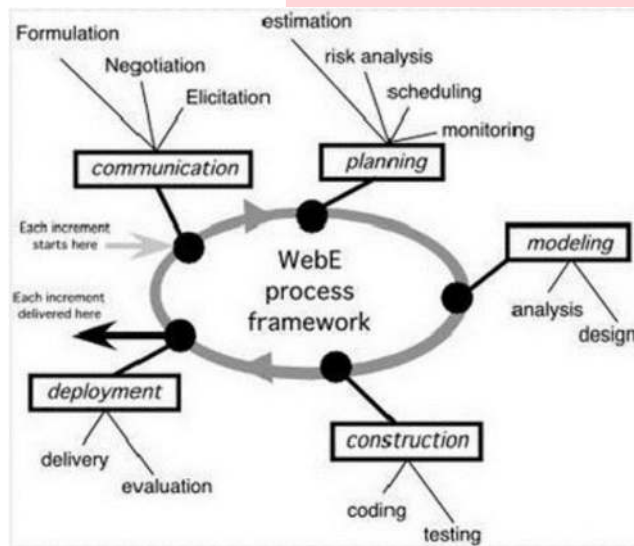 Formulation
Negotiation
Elicitation
communication
estimation
risk analysis
scheduling
monitoring
planning
Each increment
starts here
WebE
process
framework
modeling
analysis
design
Each increment
delivered here
deployment
delivery
evaluation
construction
coding
testing